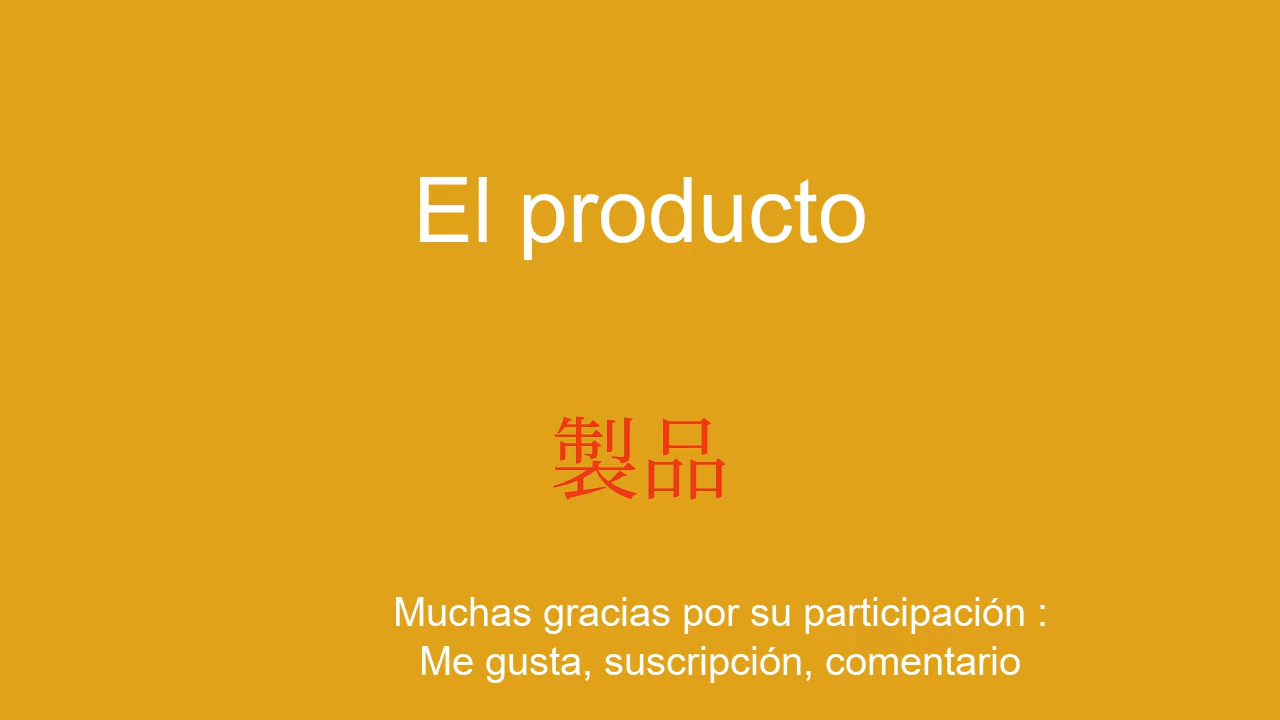 El producto
製品
Muchas gracias por su participación :
Me gusta, suscripción, comentario